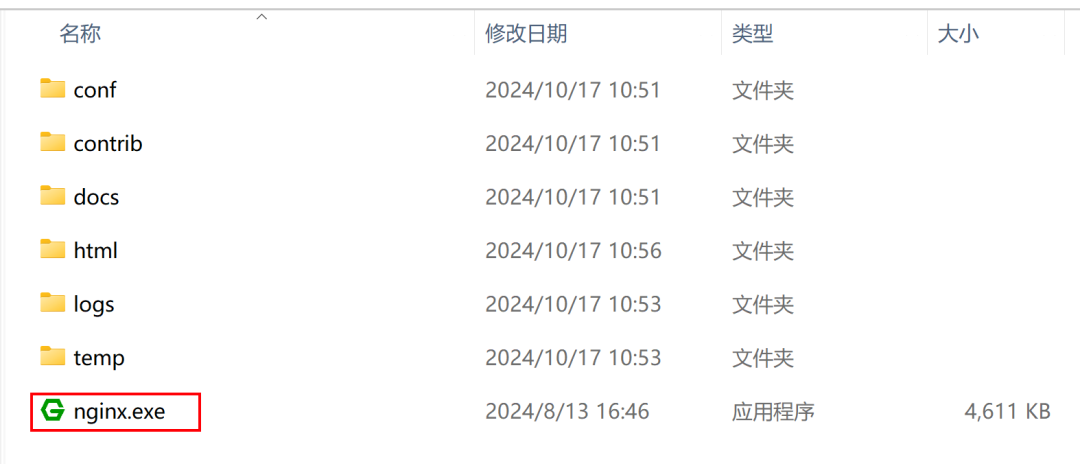 名称 修改日期 类型 大小
conf 2024/10/17 10:51 文件夹
contrib 2024/10/17 10:51 文件夹
docs 2024/10/17 10:51 文件夹
html 2024/10/17 10:56 文件夹
logs 2024/10/17 10:53 文件夹
temp 2024/10/17 10:53 文件夹
nginx.exe 2024/8/13 16:46 应用程序 4,611 KB